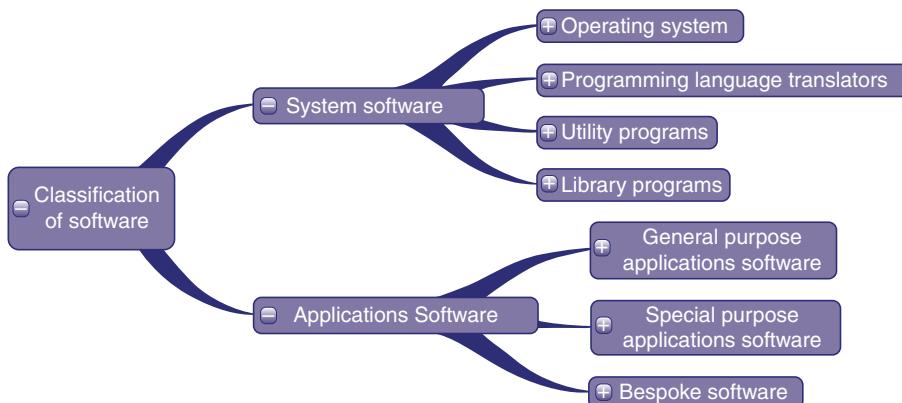 Classification
of software
System software
Operating system
Programming language translators
Utility programs
Library programs
Applications Software
General purpose
applications software
Special purpose
applications software
Bespoke software